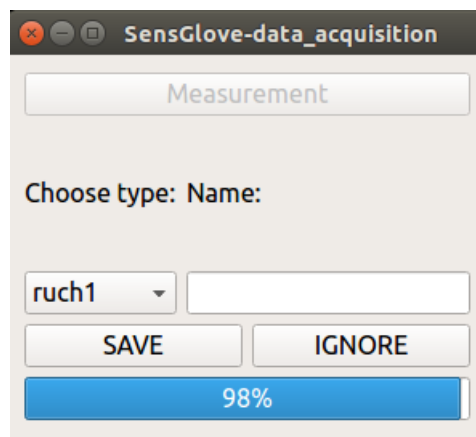 SensGlove-data_acquisition
Measurement
Choose type: Name:
ruch1
SAVE IGNORE
98%